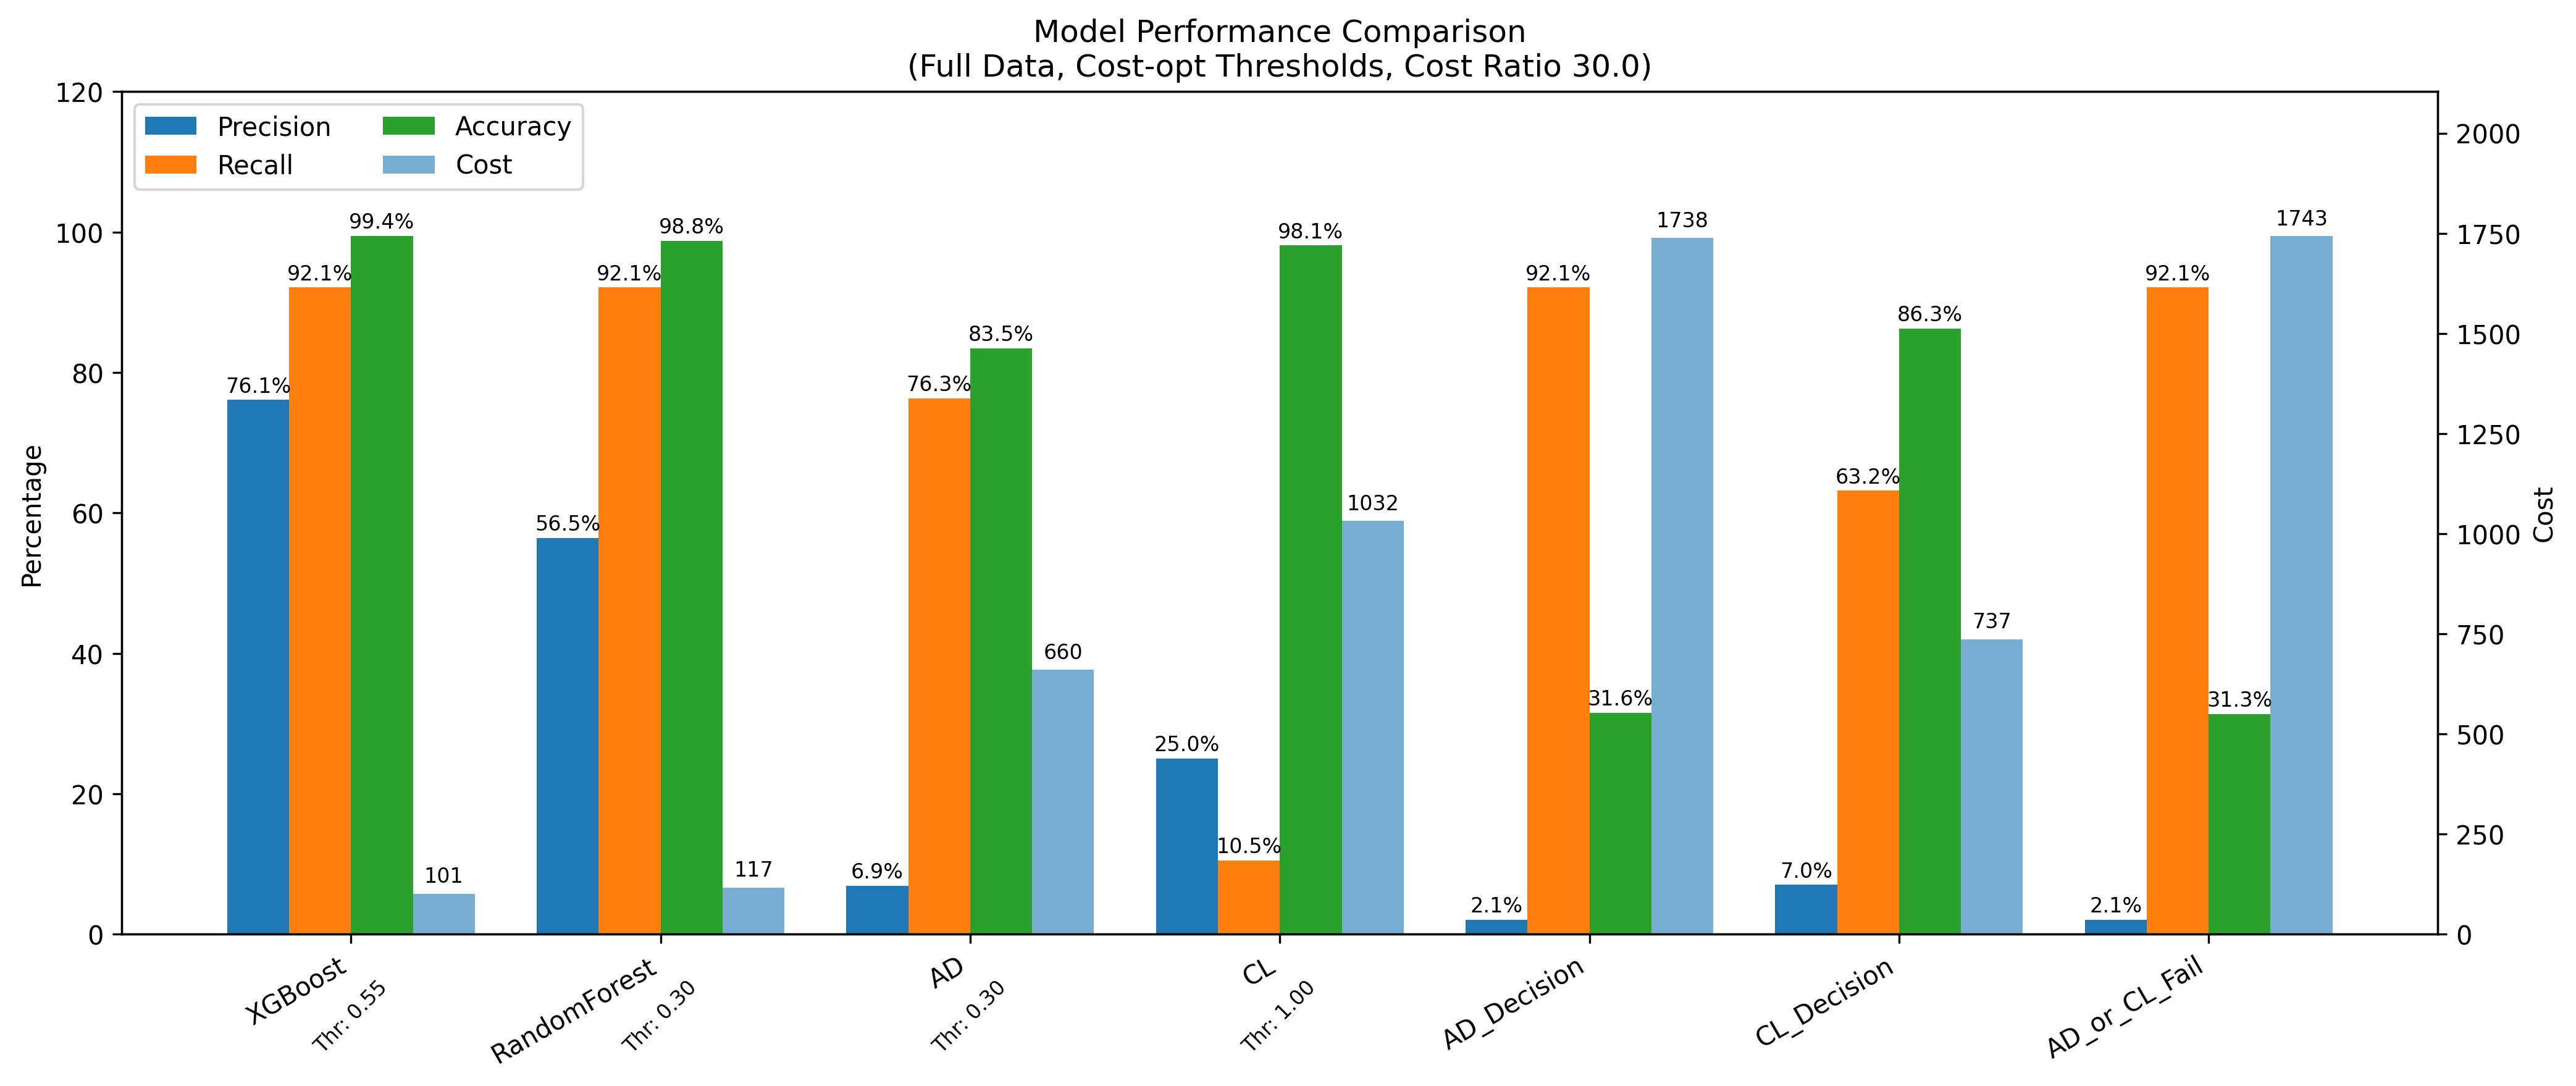 Model Performance Comparison
(Full Data, Cost-opt Thresholds, Cost Ratio 30.0)
Precision
Recall
Accuracy
Cost
Percentage
120
100
80
60
40
20
0
Cost
2000
1750
1500
1250
1000
750
500
250
0
76.1%
92.1%
99.4%
101
56.5%
92.1%
98.8%
117
6.9%
76.3%
83.5%
660
25.0%
10.5%
98.1%
1032
2.1%
92.1%
31.6%
1738
7.0%
63.2%
86.3%
737
2.1%
92.1%
31.3%
1743
XGBoost
Thr: 0.55
RandomForest
Thr: 0.30
AD
Thr: 0.30
CL
Thr: 1.00
AD_Decision
CL_Decision
AD_or_CL_Fail